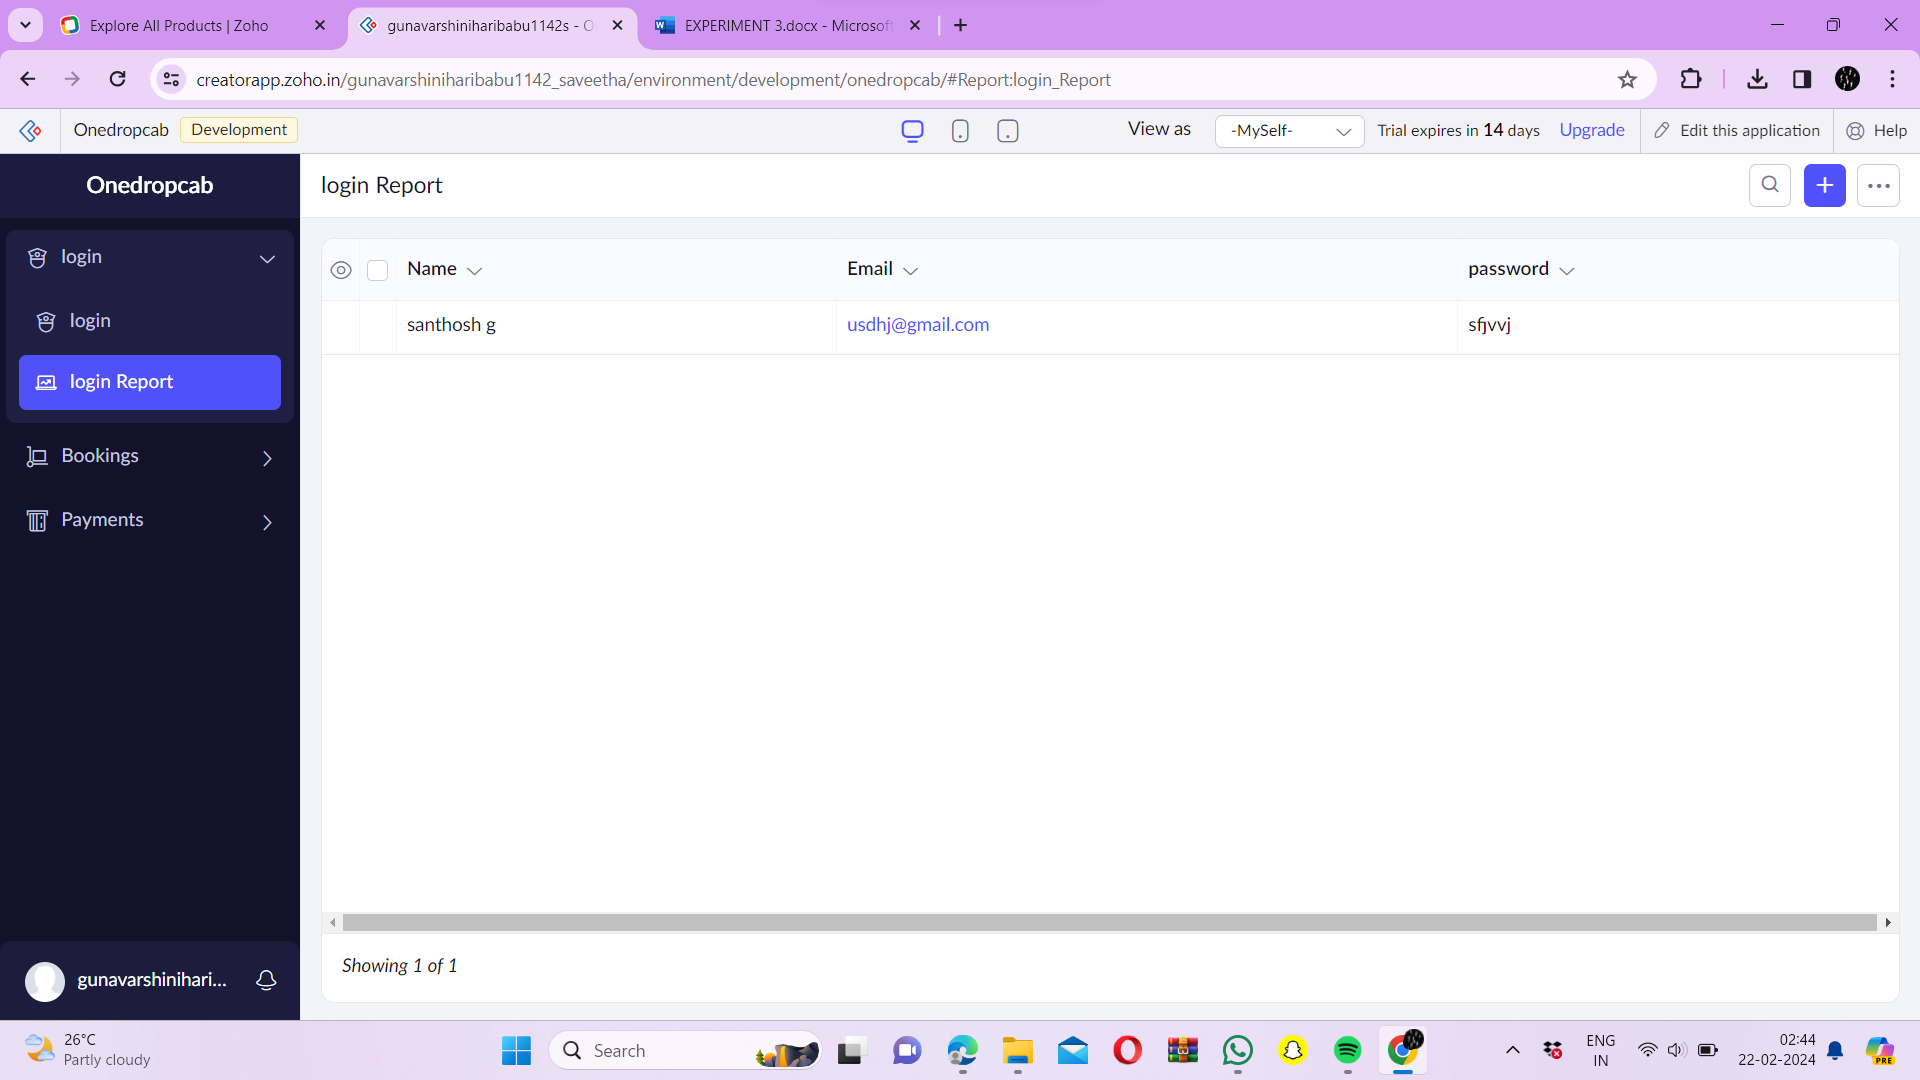 Explore All Products | Zoho
gunavarshiniharibabu1142s - O
EXPERIMENT 3.docx - Microsoft
creatorapp.zoho.in/gunavarshiniharibabu1142_saveetha/environment/development/onedropcab/#Report:login_Report
Onedropcab Development View as -MySelf- Trial expires in 14 days Upgrade Edit this application Help
Onedropcab
login Report
login
login
login Report
Bookings
Payments
Name Email password
santhosh g usdhj@gmail.com sfjvvj
Showing 1 of 1
gunavarshinihari...
26°C
Partly cloudy
Search
ENG
IN
02:44
22-02-2024
PRE